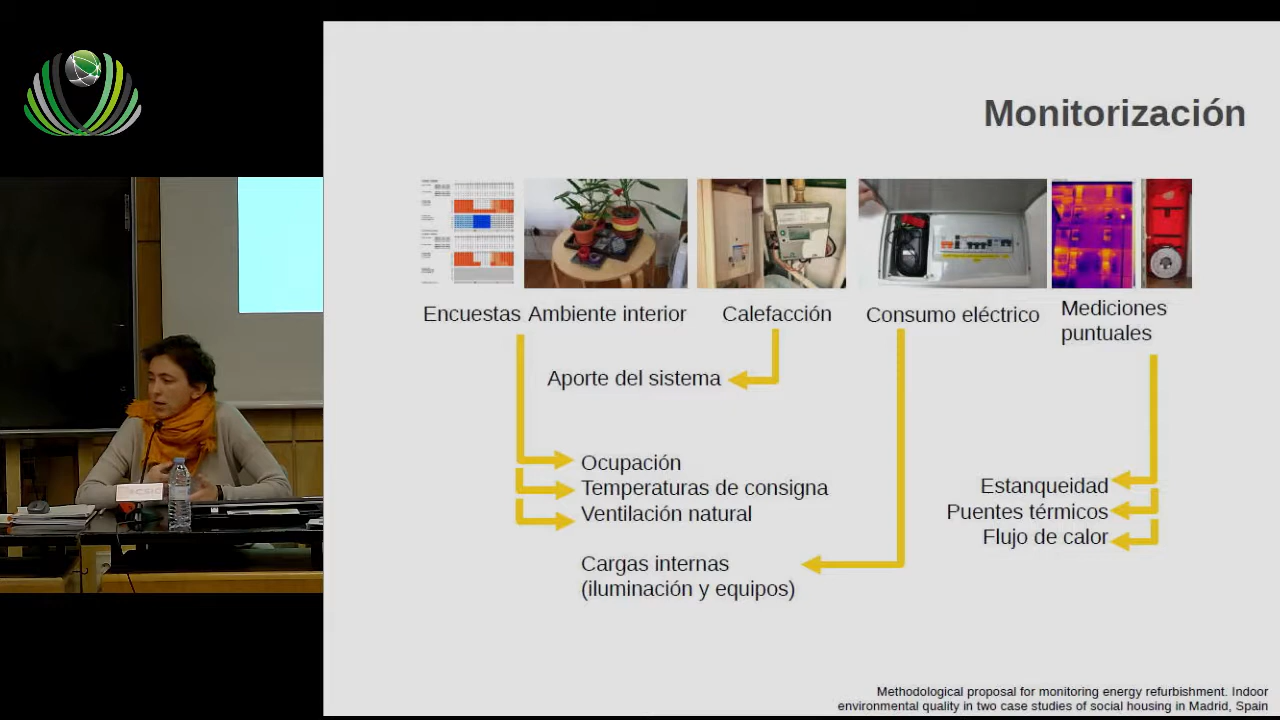 Monitorización
Encuestas
Ambiente interior
Calefacción
Consumo eléctrico
Mediciones
puntuales
Aporte del sistema
Ocupación
Temperaturas de consigna
Ventilación natural
Cargas internas
(iluminación y equipos)
Estanqueidad
Puentes térmicos
Flujo de calor
CSIC
Methodological proposal for monitoring energy refurbishment. Indoor
environmental quality in two case studies of social housing in Madrid, Spain